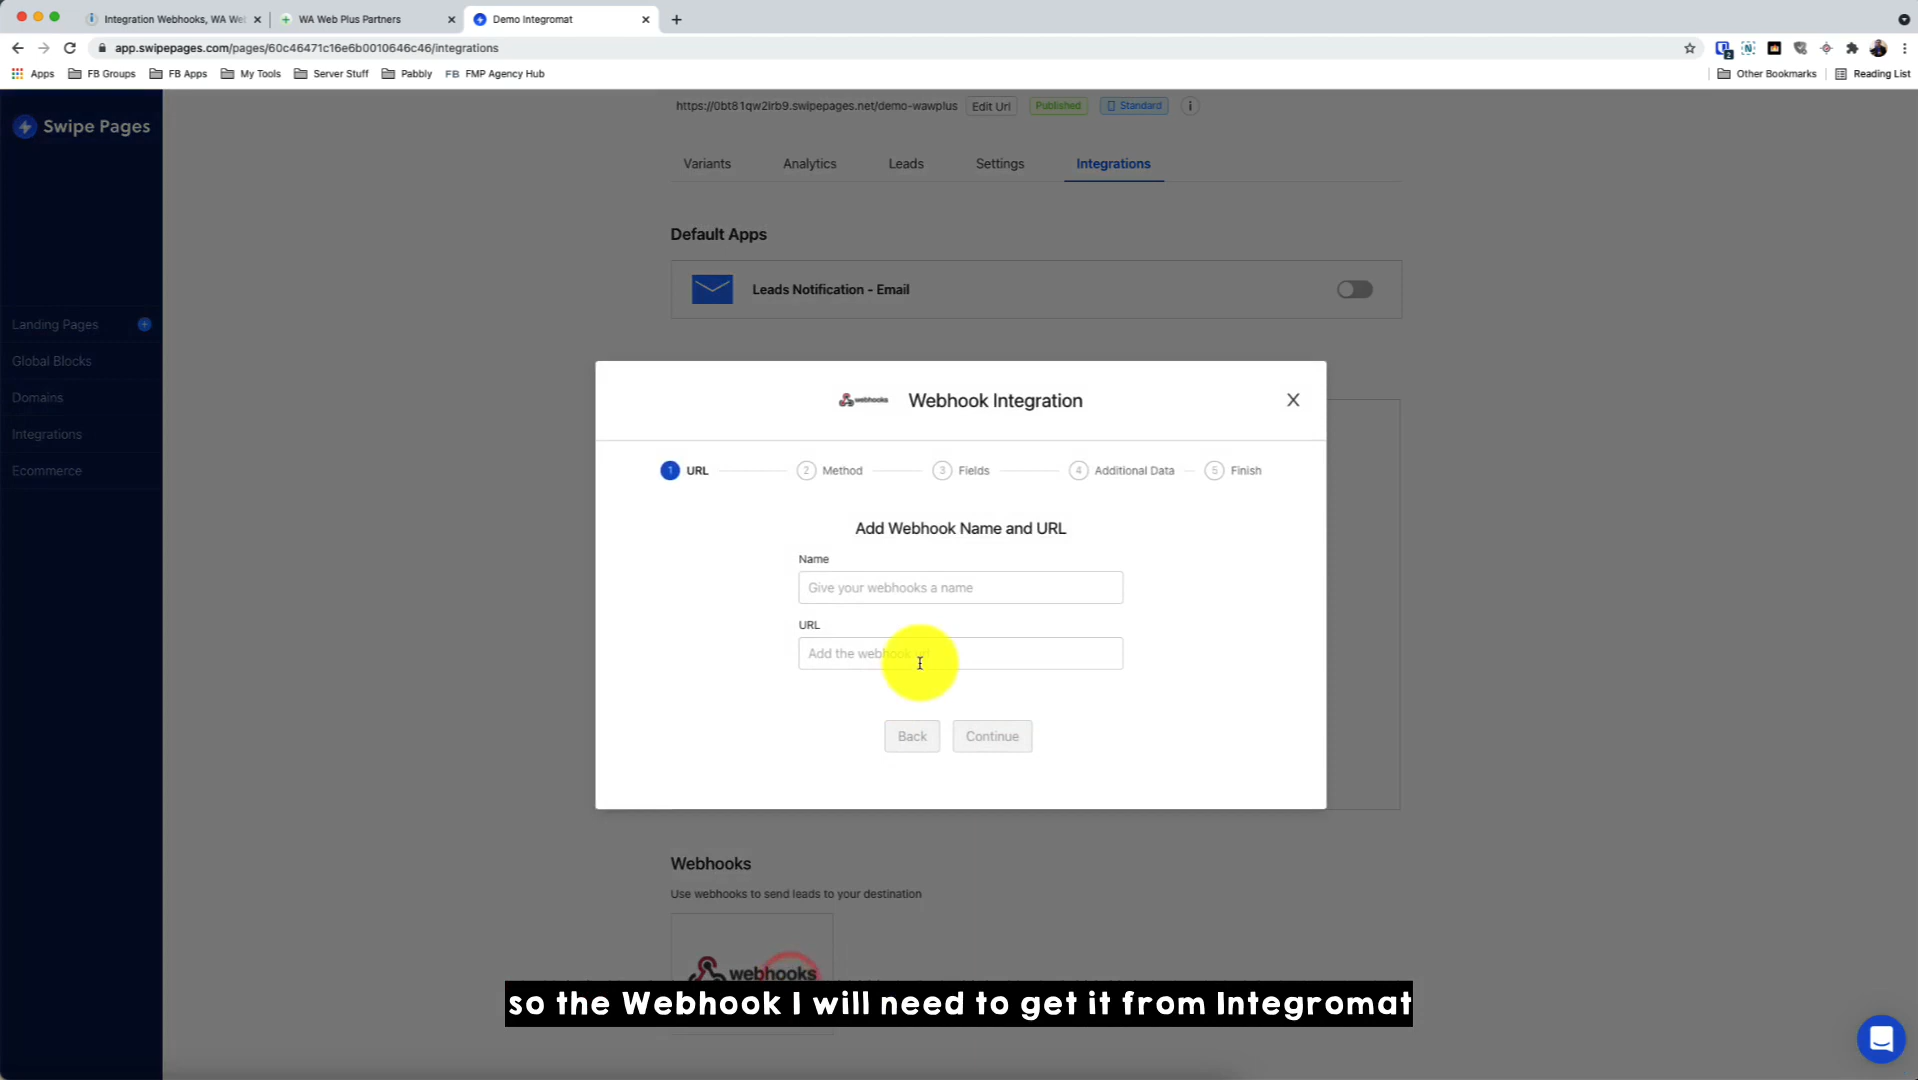 Integration Webhooks, WA Web
WA Web Plus Partners
Demo Integromat
app.swipepages.com/pages/60c46471c16e6b0010646c46/integrations
Apps
FB Groups
FB Apps
My Tools
Server Stuff
Pabbly
FB FMP Agency Hub
Other Bookmarks
Reading List
Swipe Pages
https://0bt81qw2lrb9.swipepages.net/demo-wawplus
Edit Url
Published
Standard
Variants
Analytics
Leads
Settings
Integrations
Default Apps
Leads Notification - Email
Landing Pages
Global Blocks
Domains
Integrations
Ecommerce
webhooks
Webhook Integration
1 URL
2 Method
3 Fields
4 Additional Data
5 Finish
Add Webhook Name and URL
Name
Give your webhooks a name
URL
Add the webhook url
Back
Continue
Webhooks
Use webhooks to send leads to your destination
webhooks
so the Webhook I will need to get it from Integromat